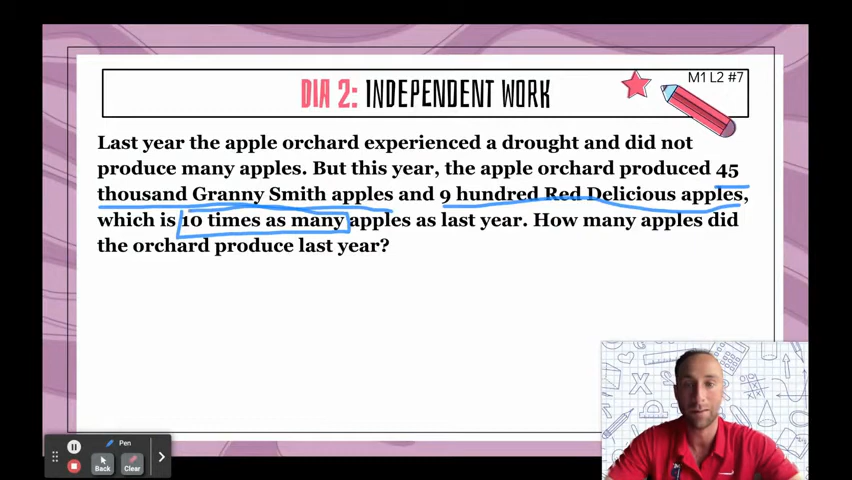 M1 L2 #7
DIA 2: INDEPENDENT WORK
Last year the apple orchard experienced a drought and did not
produce many apples. But this year, the apple orchard produced 45
thousand Granny Smith apples and 9 hundred Red Delicious apples,
which is 10 times as many apples as last year. How many apples did
the orchard produce last year?
Pen
Back
Clear